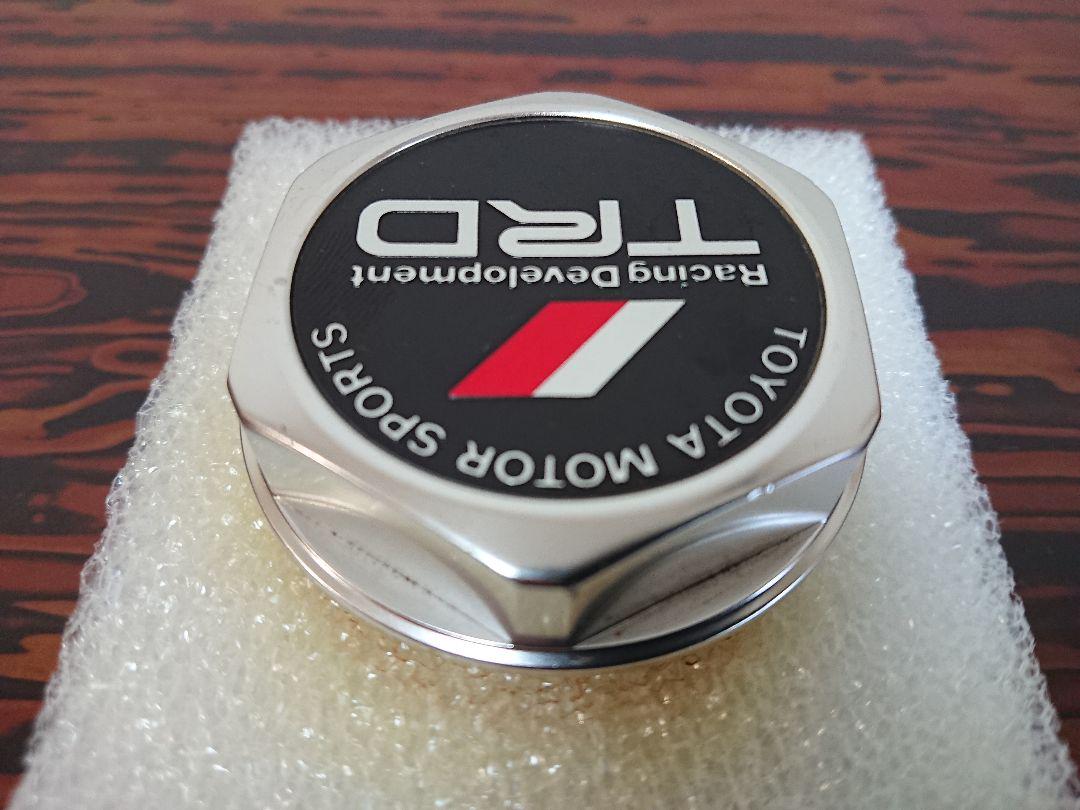 TOYOTA MOTOR SPORTS
Racing Development
TRD